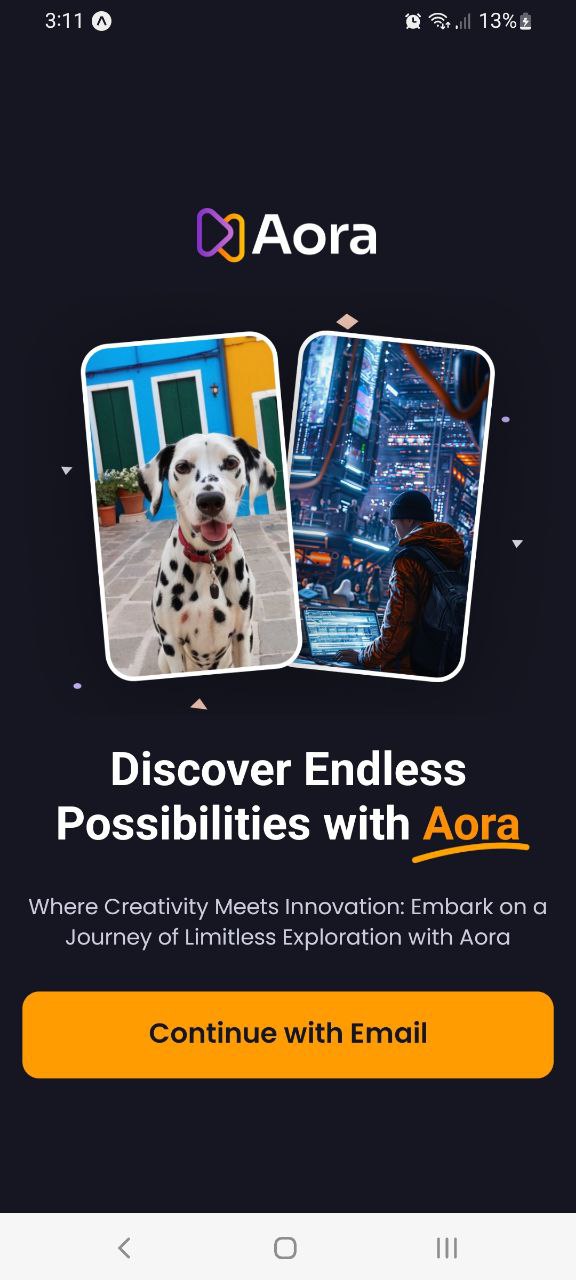 3:11
13%
Aora
Discover Endless
Possibilities with Aora
Where Creativity Meets Innovation: Embark on a
Journey of Limitless Exploration with Aora
Continue with Email